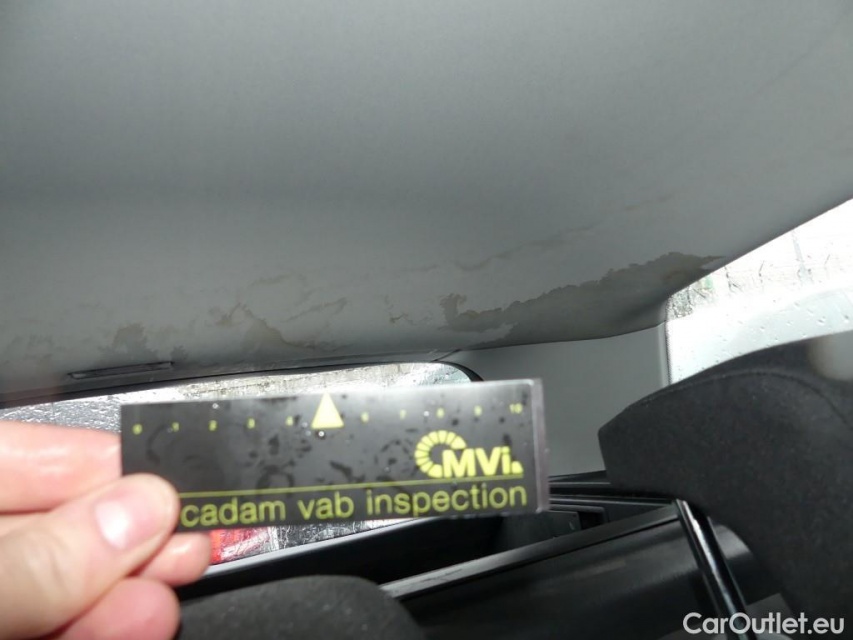 MVi.
cadam vab inspection
CarOutlet.eu